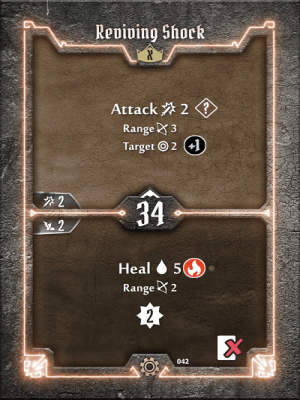 Reviving Shock
X
Attack 2 ?
Range 3
Target 2 +1
2
34
2
Heal 5
Range 2
2
042